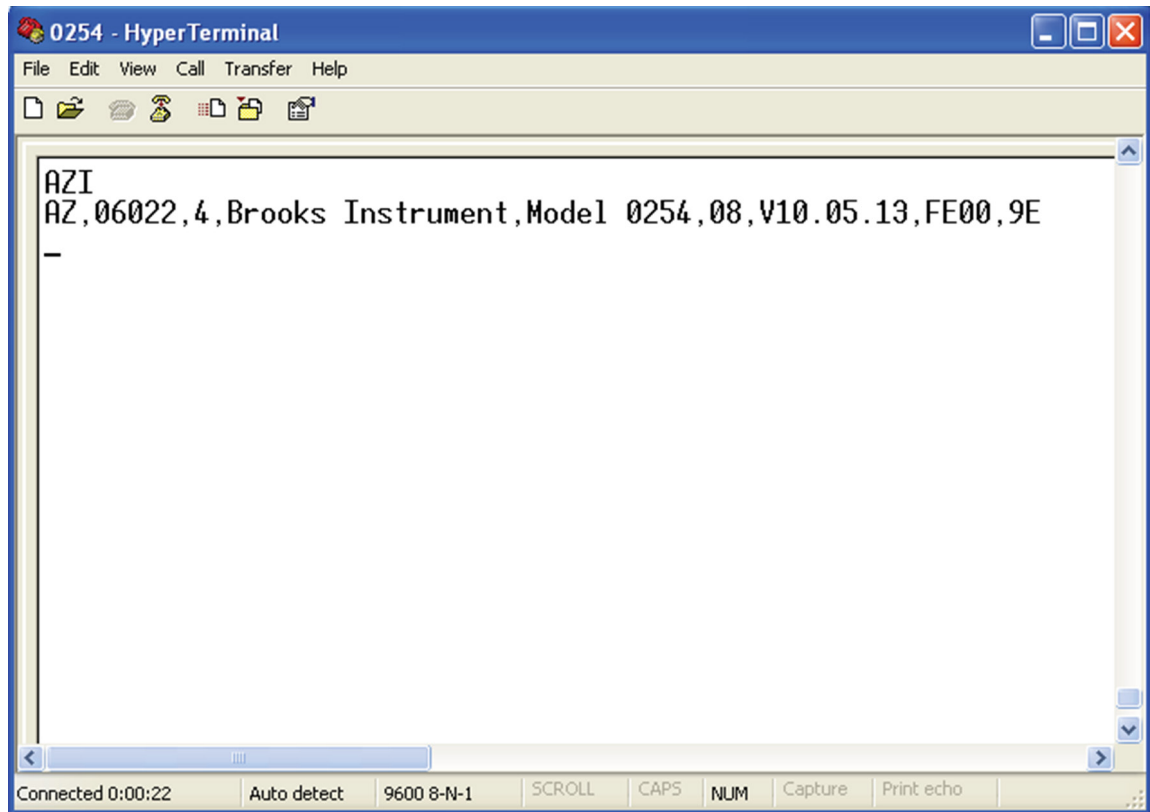 0254 - HyperTerminal
File Edit View Call Transfer Help
AZI
AZ,06022,4,Brooks Instrument,Model 0254,08,V10.05.13,FE00,9E
Connected 0:00:22 Auto detect 9600 8-N-1 SCROLL CAPS NUM Capture Print echo